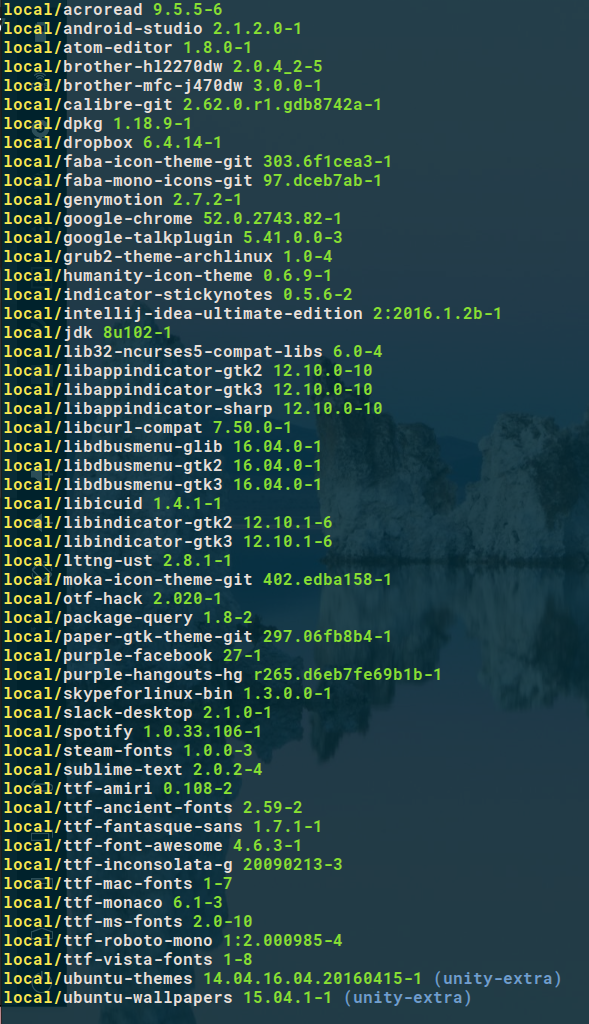 local/acroread 9.5.5-6
local/android-studio 2.1.2.0-1
local/atom-editor 1.8.0-1
local/brother-hl2270dw 2.0.4_2-5
local/brother-mfc-j470dw 3.0.0-1
local/calibre-git 2.62.0.r1.gdb8742a-1
local/dpkg 1.18.9-1
local/dropbox 6.4.14-1
local/faba-icon-theme-git 303.6f1cea3-1
local/faba-mono-icons-git 97.dceb7ab-1
local/genymotion 2.7.2-1
local/google-chrome 52.0.2743.82-1
local/google-talkplugin 5.41.0.0-3
local/grub2-theme-archlinux 1.0-4
local/humanity-icon-theme 0.6.9-1
local/indicator-stickynotes 0.5.6-2
local/intellij-idea-ultimate-edition 2:2016.1.2b-1
local/jdk 8u102-1
local/lib32-ncurses5-compat-libs 6.0-4
local/libappindicator-gtk2 12.10.0-10
local/libappindicator-gtk3 12.10.0-10
local/libappindicator-sharp 12.10.0-10
local/libcurl-compat 7.50.0-1
local/libdbusmenu-glib 16.04.0-1
local/libdbusmenu-gtk2 16.04.0-1
local/libdbusmenu-gtk3 16.04.0-1
local/libicuid 1.4.1-1
local/libindicator-gtk2 12.10.1-6
local/libindicator-gtk3 12.10.1-6
local/lttng-ust 2.8.1-1
local/moka-icon-theme-git 402.edba158-1
local/otf-hack 2.020-1
local/package-query 1.8-2
local/paper-gtk-theme-git 297.06fb8b4-1
local/purple-facebook 27-1
local/purple-hangouts-hg r265.d6eb7fe69b1b-1
local/skypeforlinux-bin 1.3.0.0-1
local/slack-desktop 2.1.0-1
local/spotify 1.0.33.106-1
local/steam-fonts 1.0.0-3
local/sublime-text 2.0.2-4
local/ttf-amiri 0.108-2
local/ttf-ancient-fonts 2.59-2
local/ttf-fantasque-sans 1.7.1-1
local/ttf-font-awesome 4.6.3-1
local/ttf-inconsolata-g 20090213-3
local/ttf-mac-fonts 1-7
local/ttf-monaco 6.1-3
local/ttf-ms-fonts 2.0-10
local/ttf-roboto-mono 1:2.000985-4
local/ttf-vista-fonts 1-8
local/ubuntu-themes 14.04.16.04.20160415-1 (unity-extra)
local/ubuntu-wallpapers 15.04.1-1 (unity-extra)